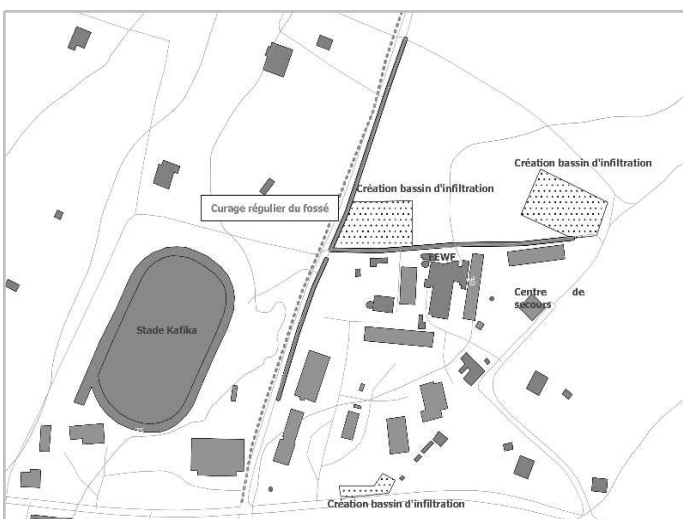 Création bassin d'infiltration
Création bassin d'infiltration
Curage régulier du fossé
EEWF
Centre de
secours
Stade Kafika
Création bassin d'infiltration